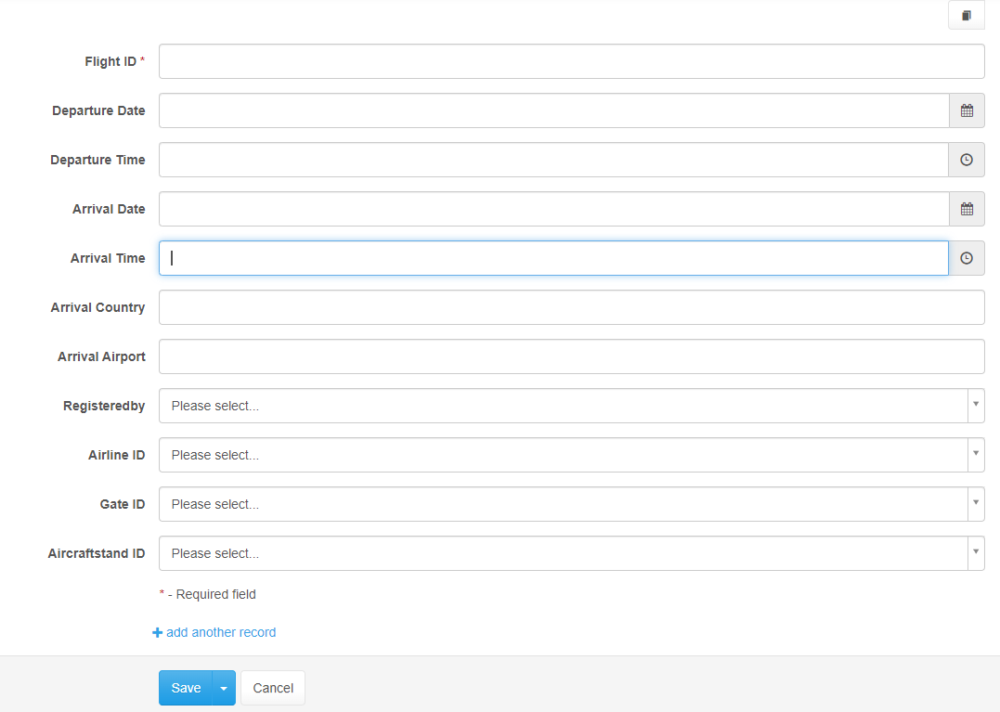 Flight ID *
Departure Date
Departure Time
Arrival Date
Arrival Time
Arrival Country
Arrival Airport
Registeredby Please select...
Airline ID Please select...
Gate ID Please select...
Aircraftstand ID Please select...
* - Required field
+ add another record
Save Cancel